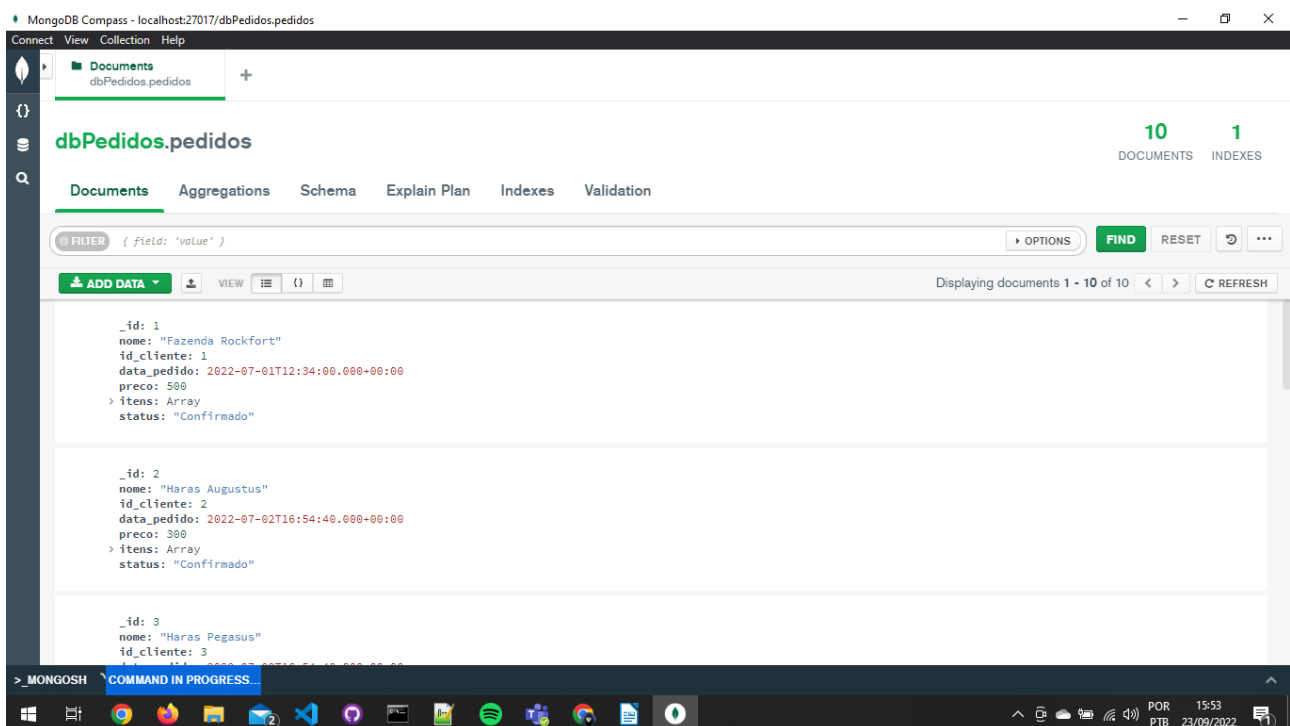 MongoDB Compass - localhost:27017/dbPedidos.pedidos
Connect View Collection Help
Documents
dbPedidos.pedidos
dbPedidos.pedidos
10
DOCUMENTS
1
INDEXES
Documents Aggregations Schema Explain Plan Indexes Validation
FILTER { field: 'value' } OPTIONS FIND RESET
ADD DATA VIEW Displaying documents 1 - 10 of 10 REFRESH
_id: 1
nome: "Fazenda Rockfort"
id_cliente: 1
data_pedido: 2022-07-01T12:34:00.000+00:00
preco: 500
itens: Array
status: "Confirmado"
_id: 2
nome: "Haras Augustus"
id_cliente: 2
data_pedido: 2022-07-02T16:54:40.000+00:00
preco: 300
itens: Array
status: "Confirmado"
_id: 3
nome: "Haras Pegasus"
id_cliente: 3
>_MONGOSH COMMAND IN PROGRESS...
2
POR 15:53
PTB 23/09/2022
1